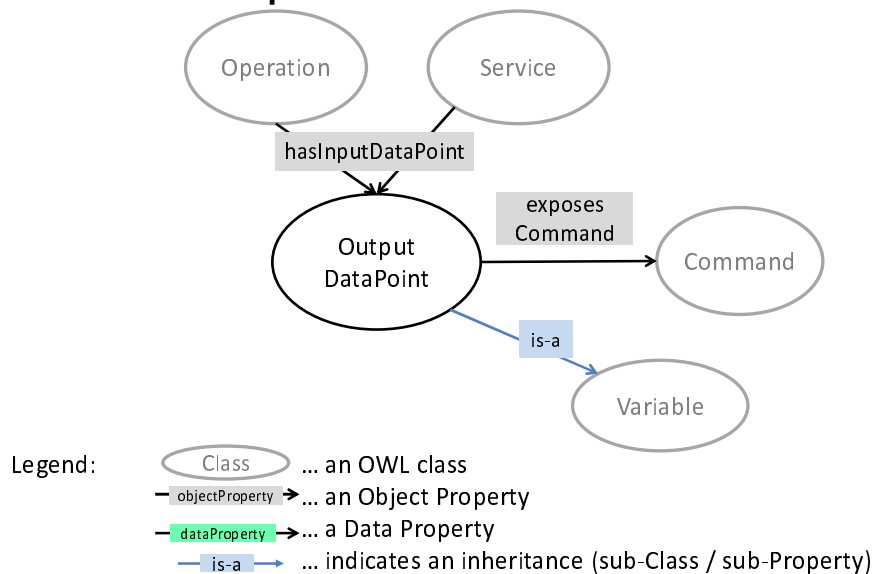 Operation
Service
hasInputDataPoint
exposes
Command
Output
DataPoint
Command
is-a
Variable
Legend:
Class
... an OWL class
objectProperty
... an Object Property
dataProperty
... a Data Property
is-a
... indicates an inheritance (sub-Class / sub-Property)